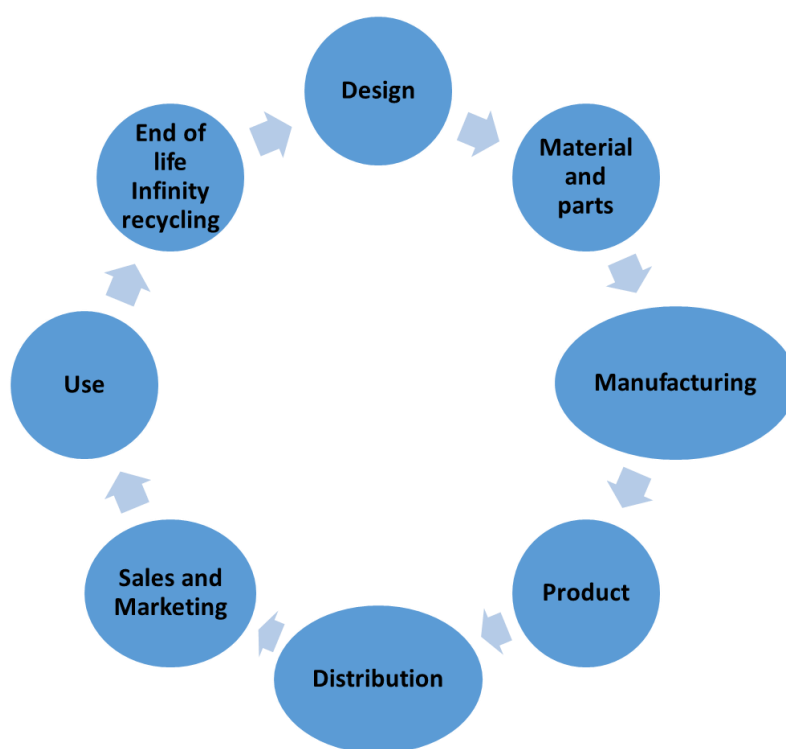 Design
Material
and
parts
Manufacturing
Product
Distribution
Sales and
Marketing
Use
End of
life
Infinity
recycling